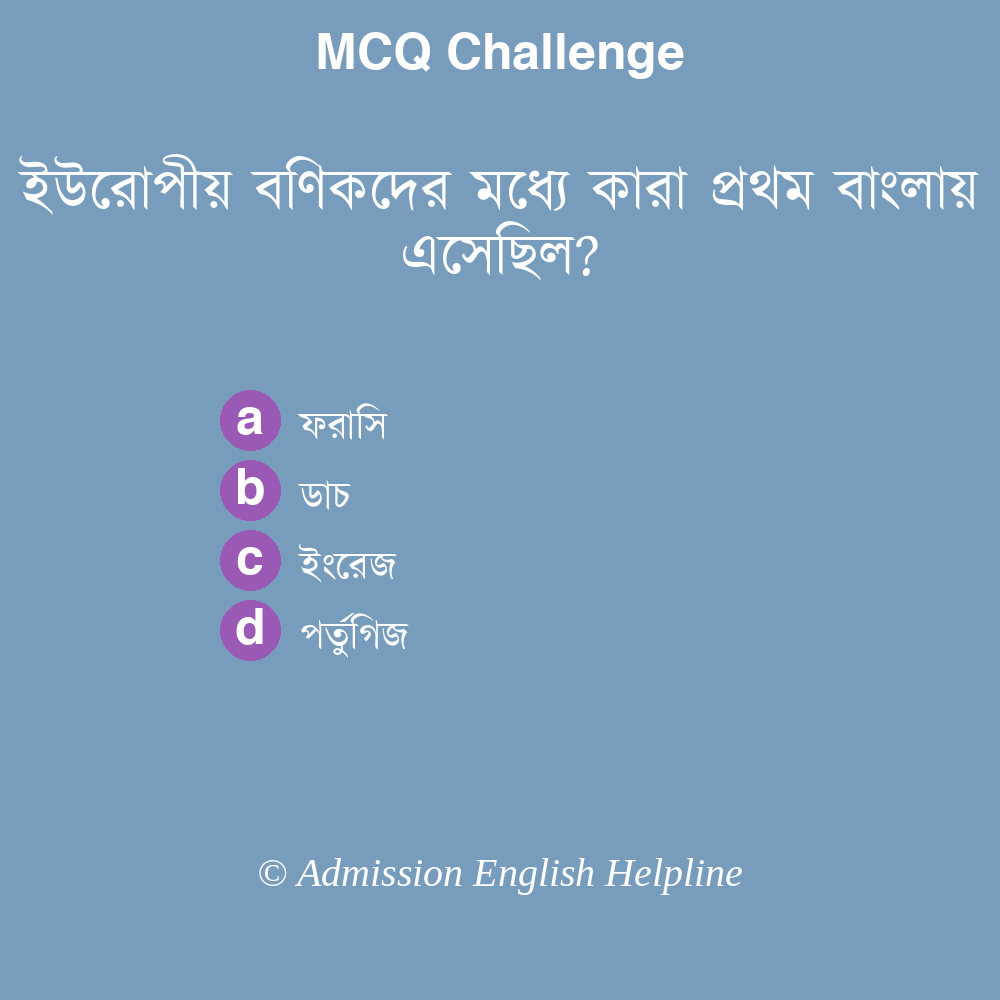 MCQ Challenge
ইউরোপীয় বণিকদের মধ্যে কারা প্রথম বাংলায়
এসেছিল?
a ফরাসি
b ডাচ
c ইংরেজ
d পর্তুগিজ
© Admission English Helpline